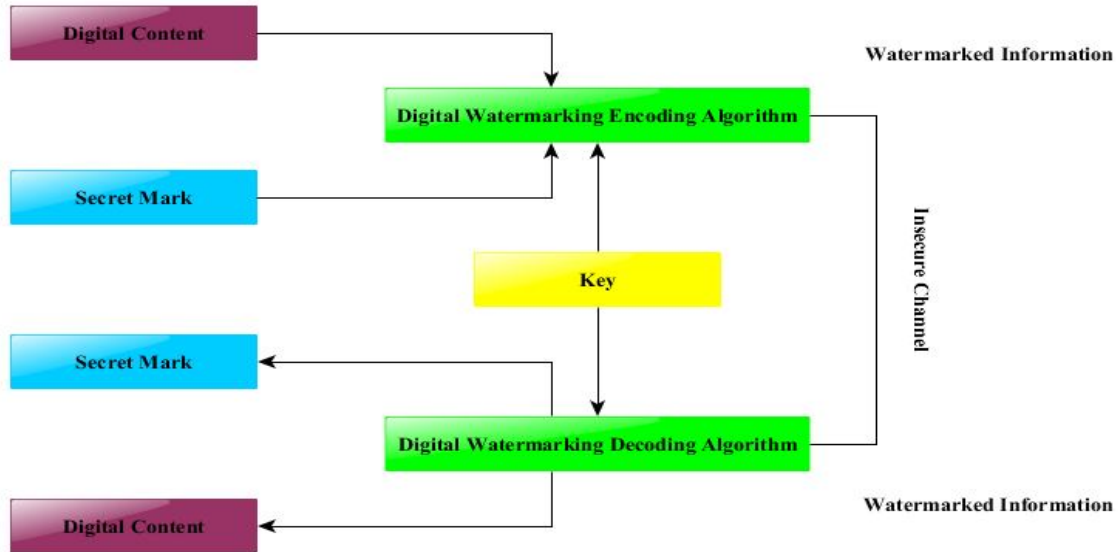 Digital Content
Watermarked Information
Digital Watermarking Encoding Algorithm
Secret Mark
Insecure Channel
Key
Secret Mark
Digital Watermarking Decoding Algorithm
Watermarked Information
Digital Content